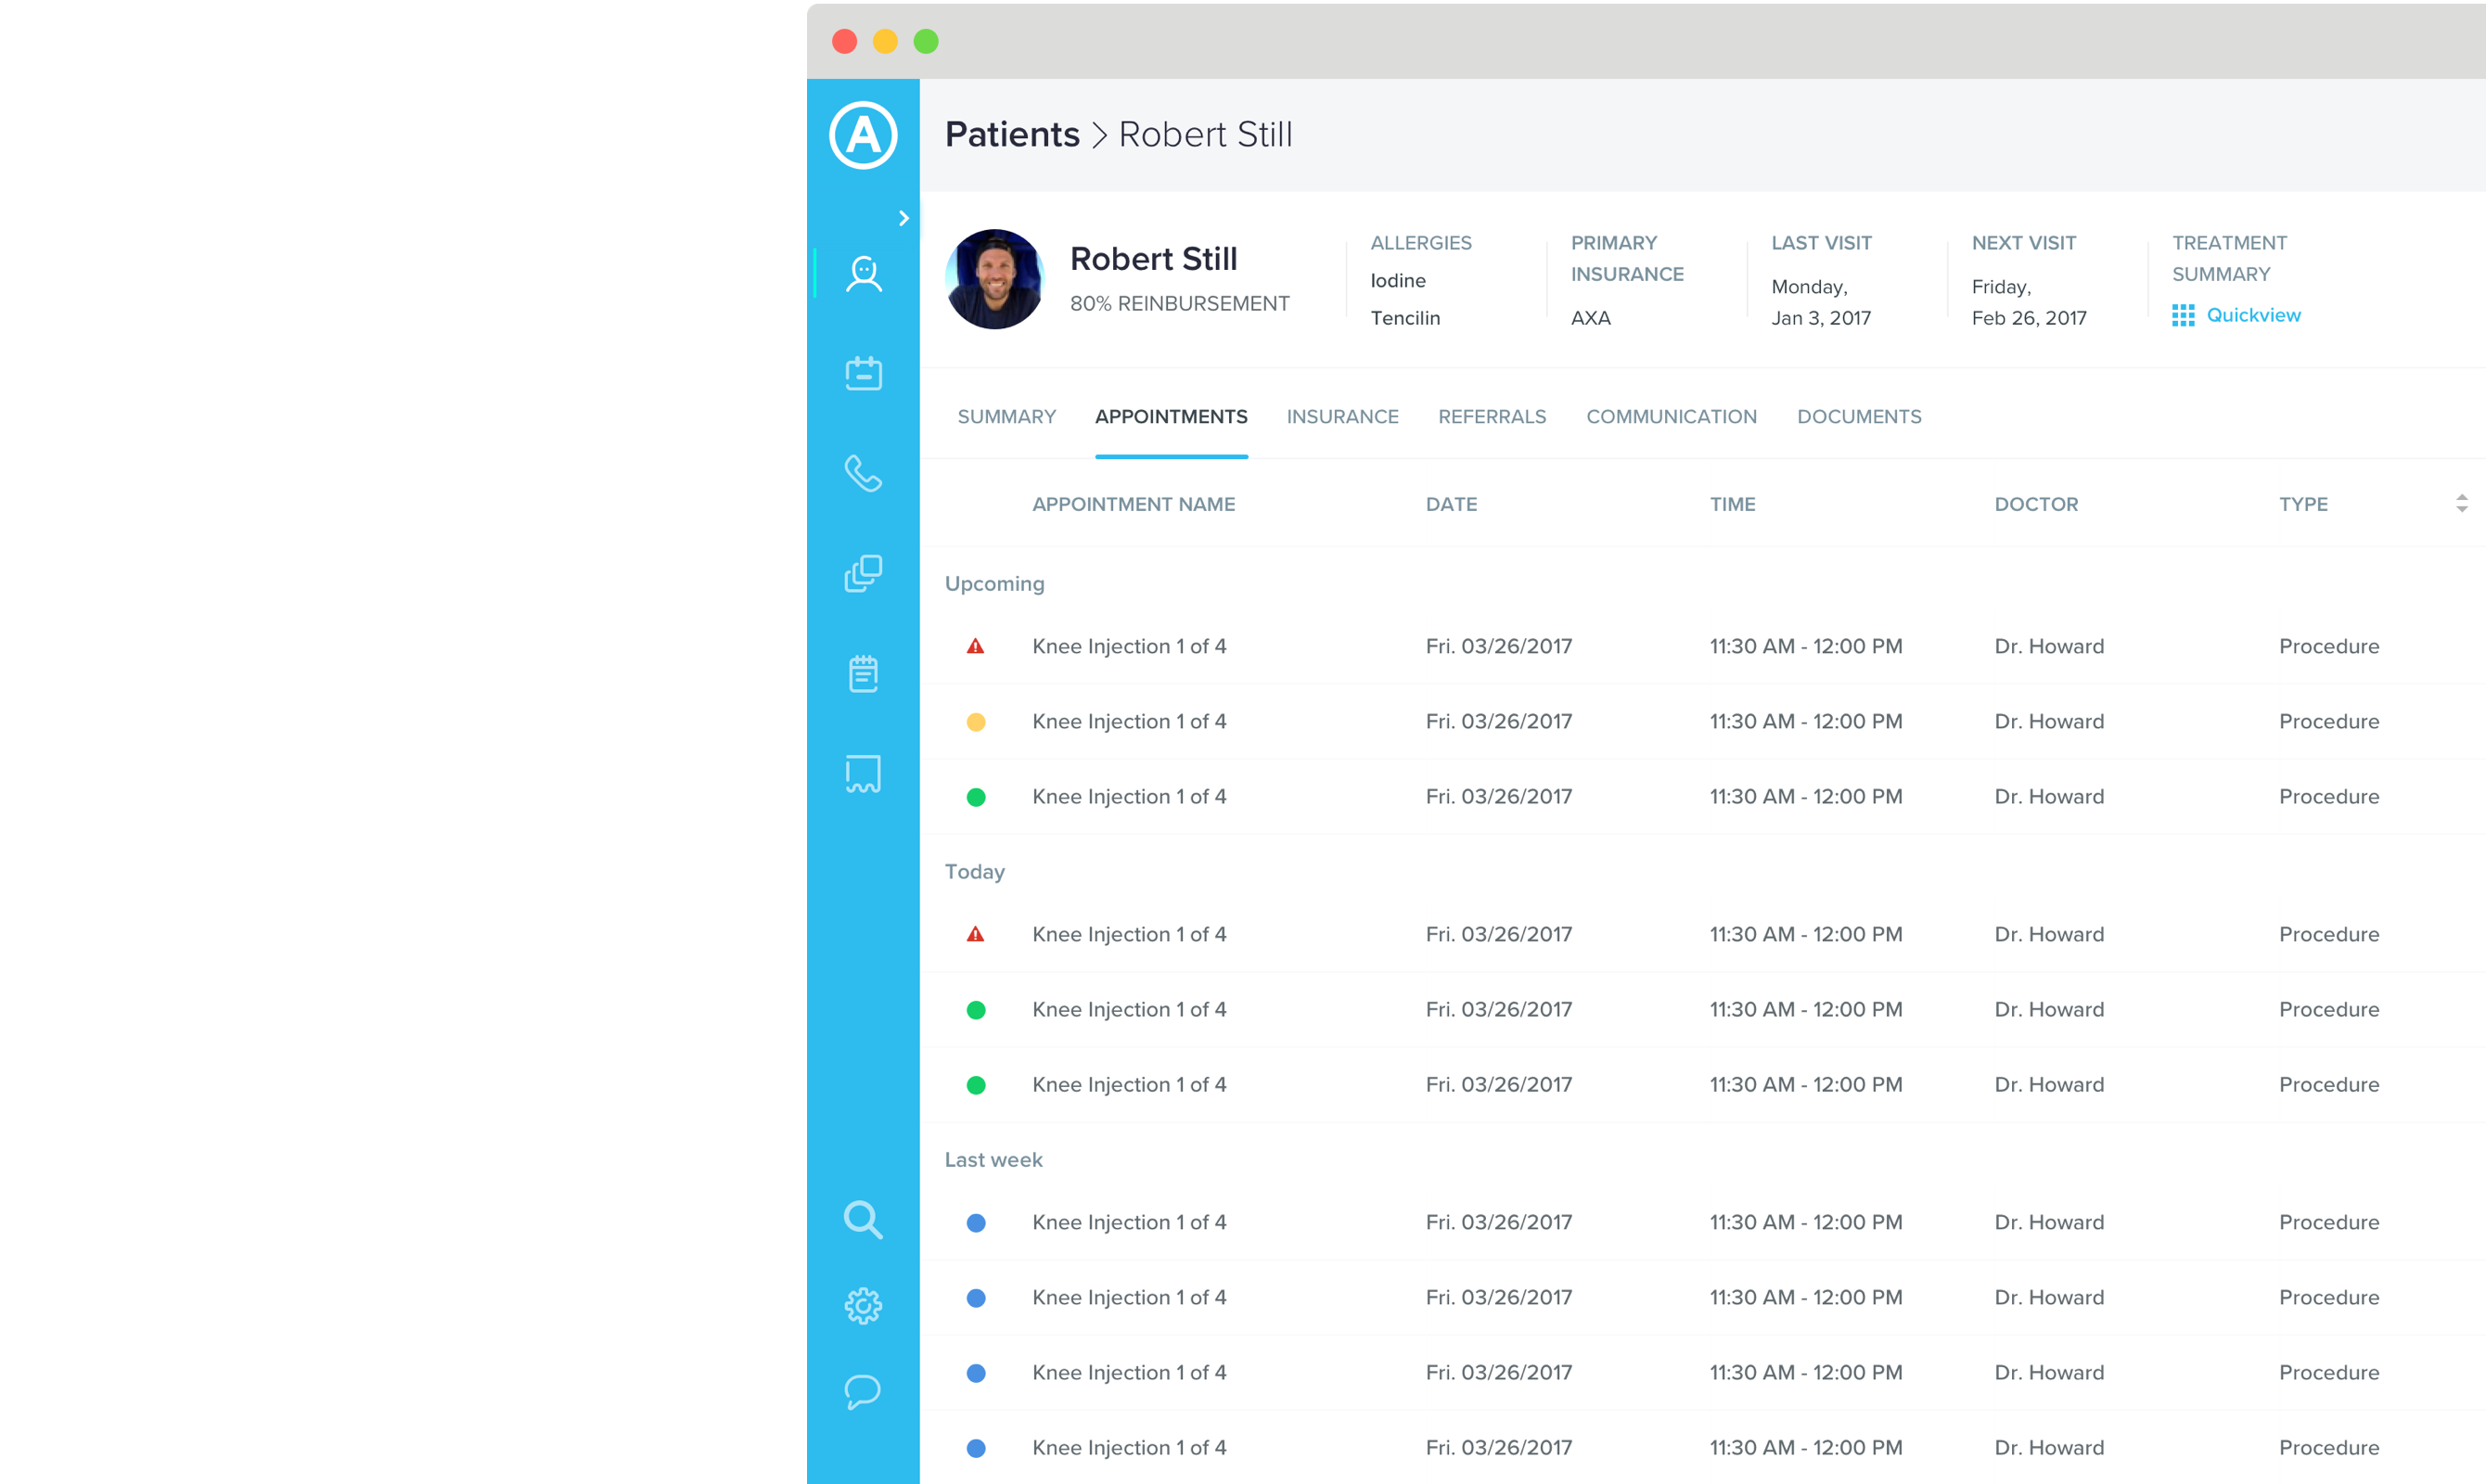 A
Patients > Robert Still
Robert Still
80% REINBURSEMENT
ALLERGIES
Iodine
Tencilin
PRIMARY
INSURANCE
AXA
LAST VISIT
Monday,
Jan 3, 2017
NEXT VISIT
Friday,
Feb 26, 2017
TREATMENT
SUMMARY
Quickview
SUMMARY APPOINTMENTS INSURANCE REFERRALS COMMUNICATION DOCUMENTS
APPOINTMENT NAME DATE TIME DOCTOR TYPE
Upcoming
Knee Injection 1 of 4 Fri. 03/26/2017 11:30 AM - 12:00 PM Dr. Howard Procedure
Knee Injection 1 of 4 Fri. 03/26/2017 11:30 AM - 12:00 PM Dr. Howard Procedure
Knee Injection 1 of 4 Fri. 03/26/2017 11:30 AM - 12:00 PM Dr. Howard Procedure
Today
Knee Injection 1 of 4 Fri. 03/26/2017 11:30 AM - 12:00 PM Dr. Howard Procedure
Knee Injection 1 of 4 Fri. 03/26/2017 11:30 AM - 12:00 PM Dr. Howard Procedure
Knee Injection 1 of 4 Fri. 03/26/2017 11:30 AM - 12:00 PM Dr. Howard Procedure
Last week
Knee Injection 1 of 4 Fri. 03/26/2017 11:30 AM - 12:00 PM Dr. Howard Procedure
Knee Injection 1 of 4 Fri. 03/26/2017 11:30 AM - 12:00 PM Dr. Howard Procedure
Knee Injection 1 of 4 Fri. 03/26/2017 11:30 AM - 12:00 PM Dr. Howard Procedure
Knee Injection 1 of 4 Fri. 03/26/2017 11:30 AM - 12:00 PM Dr. Howard Procedure